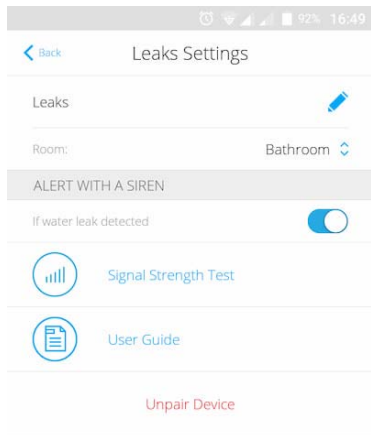 92% 16:49
Back Leaks Settings
Leaks
Room: Bathroom
ALERT WITH A SIREN
If water leak detected
Signal Strength Test
User Guide
Unpair Device